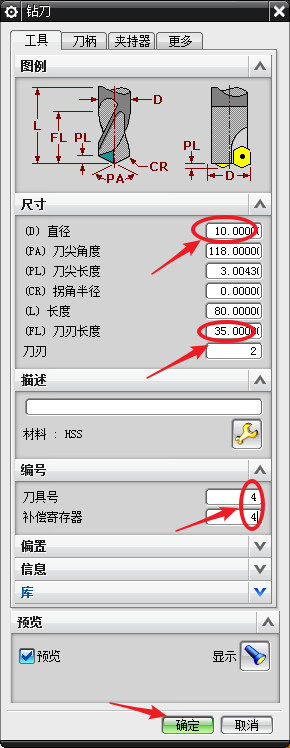 钻刀
工具 刀柄 夹持器 更多
图例
D
L
FL
PL
CR
PA
PL
D
尺寸
(D) 直径 10.0000
(PA) 刀尖角度 118.0000
(PL) 刀尖长度 3.0043
(CR) 拐角半径 0.0000
(L) 长度 80.0000
(FL) 刀刃长度 35.0000
刀刃 2
描述
材料 : HSS
编号
刀具号 4
补偿寄存器 4
偏置
信息
库
预览
预览 显示
确定 取消